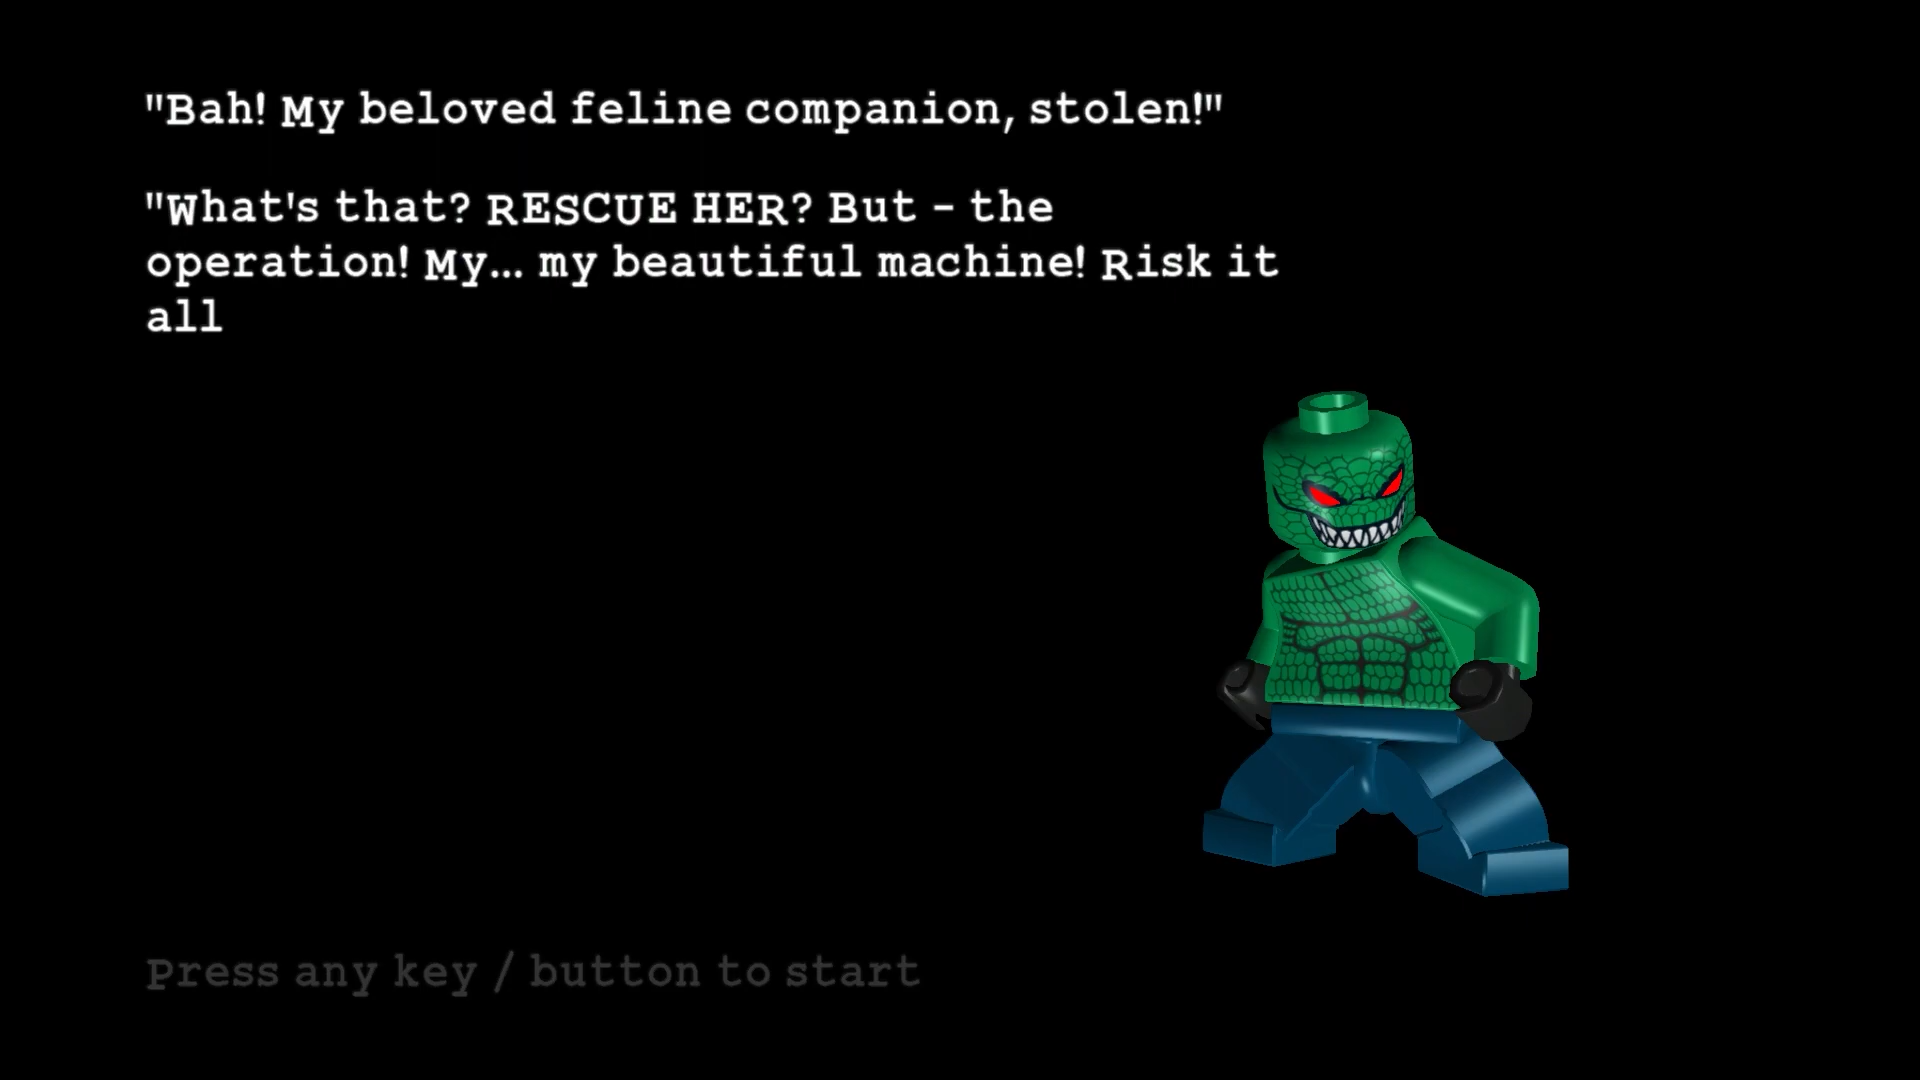 "Bah! My beloved feline companion, stolen!"
"What's that? RESCUE HER? But - the
operation! My... my beautiful machine! Risk it
all
Press any key / button to start